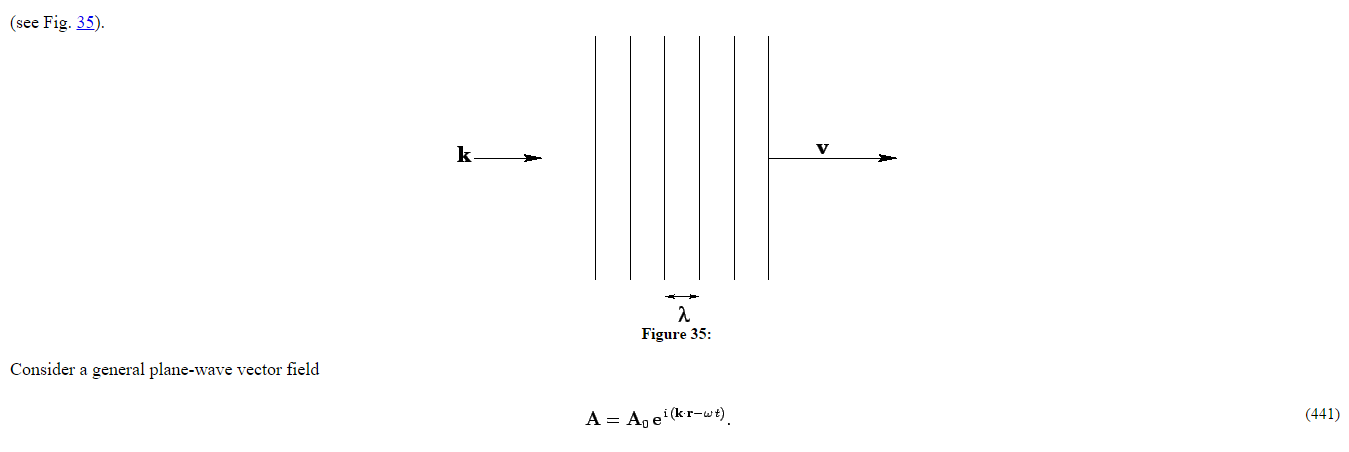 (see Fig. 35).
k
v
λ
Figure 35:
Consider a general plane-wave vector field
A = A₀ e^{i (k·r−ω t)}. (441)